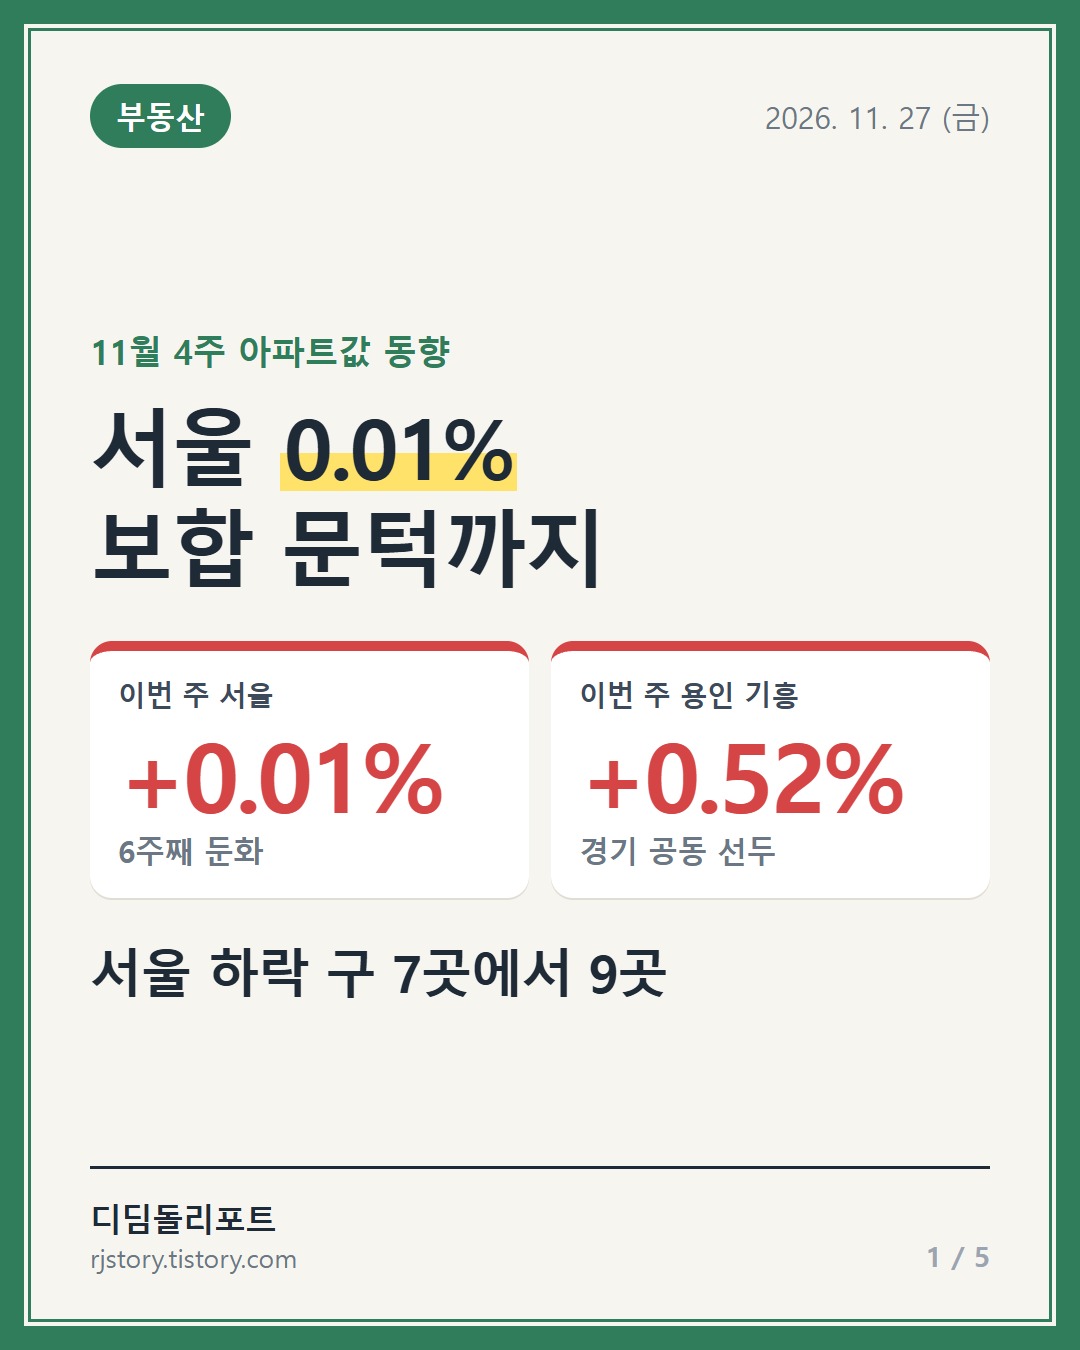 부동산
2026. 11. 27 (금)
11월 4주 아파트값 동향
서울 0.01%
보합 문턱까지
이번 주 서울
+0.01%
6주째 둔화
이번 주 용인 기흥
+0.52%
경기 공동 선두
서울 하락 구 7곳에서 9곳
디딤돌리포트
rjstory.tistory.com
1 / 5